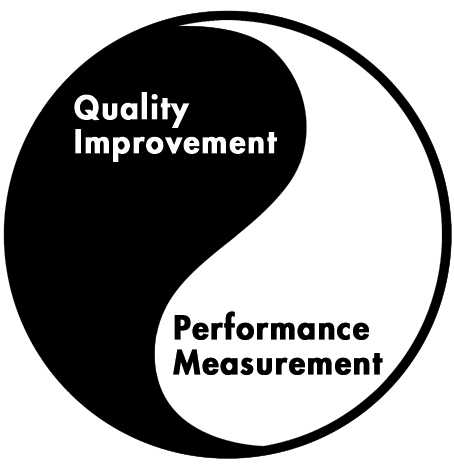 Quality
Improvement
Performance
Measurement